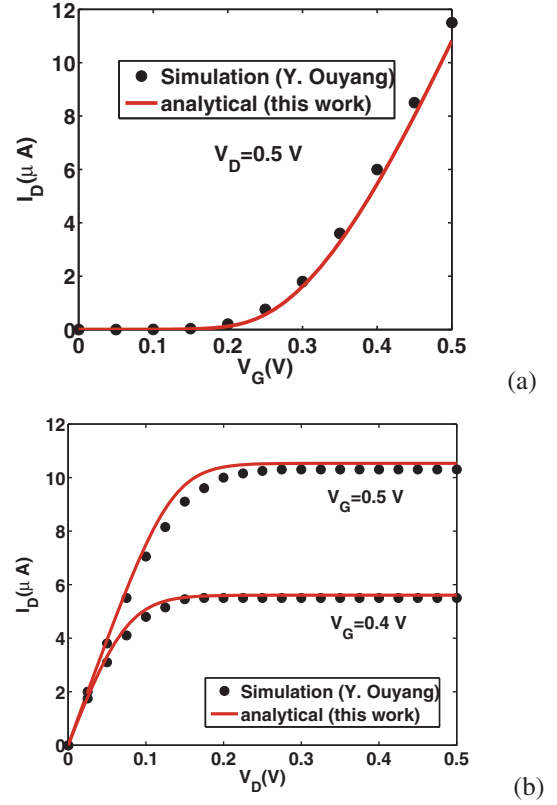 12
10
8
6
4
2
0
I_D(μ A)
Simulation (Y. Ouyang)
analytical (this work)
V_D=0.5 V
0 0.1 0.2 0.3 0.4 0.5
V_G(V)
(a)
12
10
8
6
4
2
0
I_D(μ A)
V_G=0.5 V
V_G=0.4 V
Simulation (Y. Ouyang)
analytical (this work)
0 0.1 0.2 0.3 0.4 0.5
V_D(V)
(b)